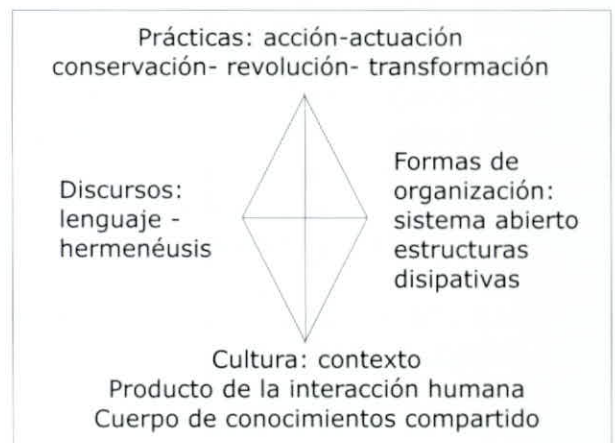 Prácticas: acción-actuación
conservación- revolución- transformación
Discursos:
lenguaje -
hermenéusis
Formas de
organización:
sistema abierto
estructuras
disipativas
Cultura: contexto
Producto de la interacción humana
Cuerpo de conocimientos compartido